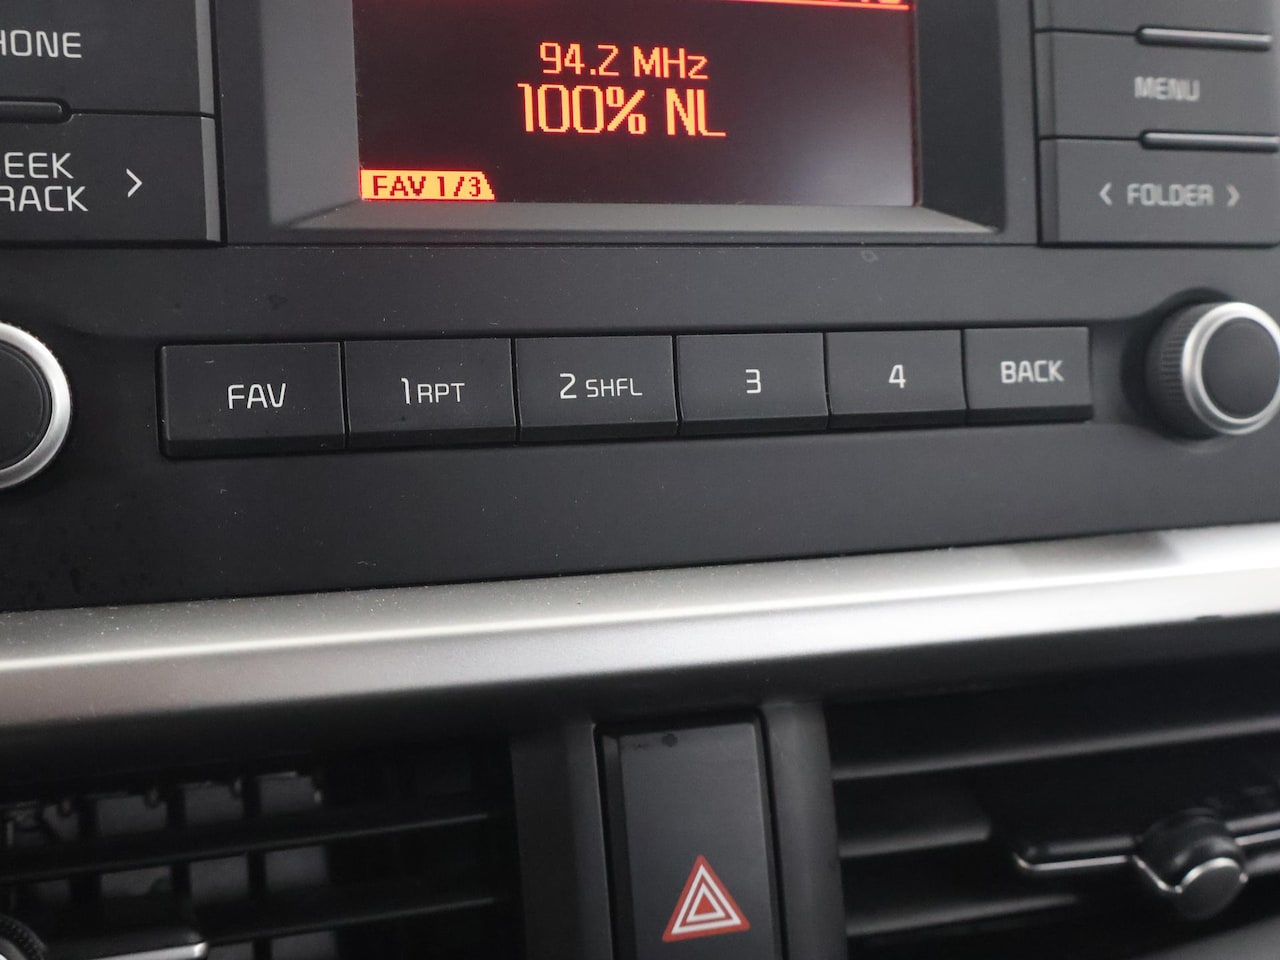 94.2 MHz
100% NL
FAV 1/3
HONE
EEK
RACK >
MENU
< FOLDER >
FAV
1 RPT
2 SHFL
3
4
BACK